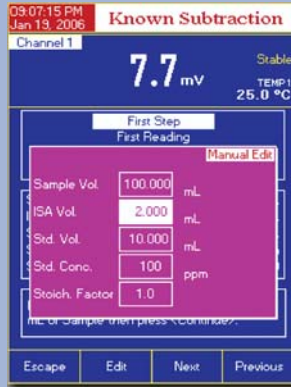 09:07:15 PM
Jan 19, 2006
Known Subtraction
Channel 1
7.7 mV
Stable
TEMP 1
25.0 °C
First Step
First Reading
Manual Edit
Sample Vol. 100.000 mL
ISA Vol. 2.000 mL
Std. Vol. 10.000 mL
Std. Conc. 100 ppm
Stoich. Factor 1.0
mL of Sample then press <Continue>.
Escape Edit Next Previous